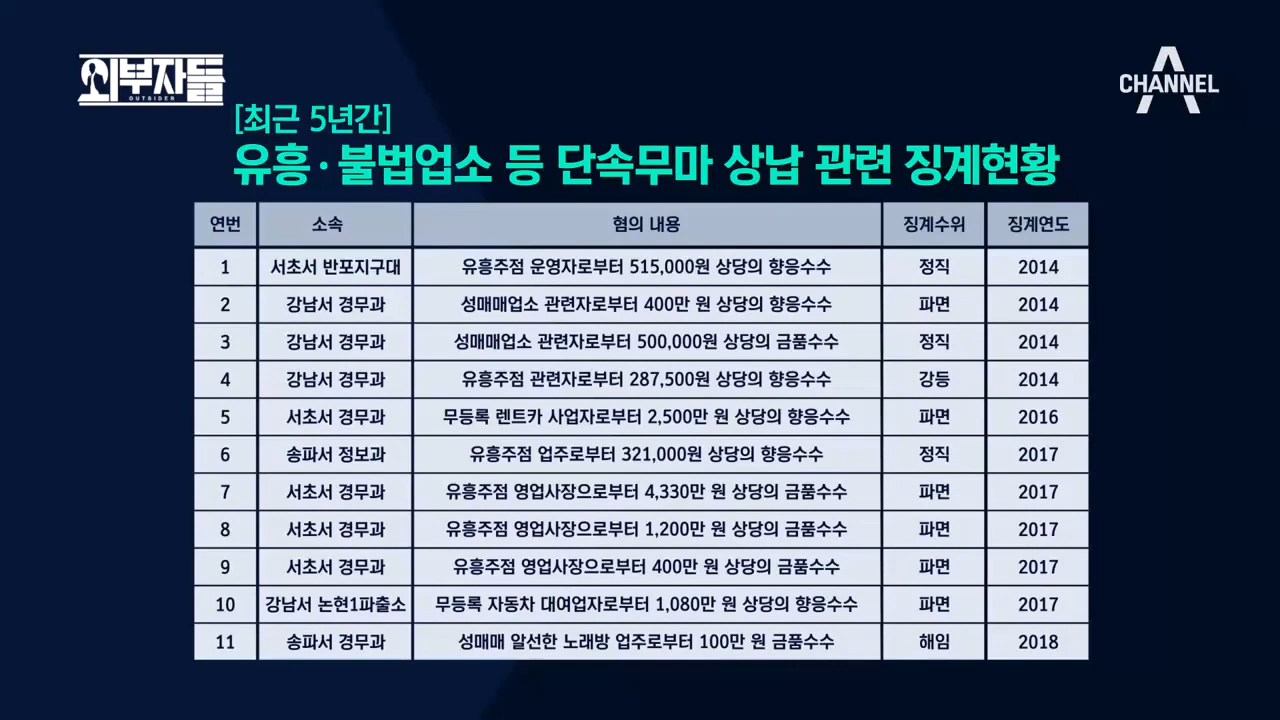 외부자들
OUTSIDER
CHANNEL A
[최근 5년간]
유흥·불법업소 등 단속무마 상납 관련 징계현황
연번 소속 혐의 내용 징계수위 징계연도
1 서초서 반포지구대 유흥주점 운영자로부터 515,000원 상당의 향응수수 정직 2014
2 강남서 경무과 성매매업소 관련자로부터 400만 원 상당의 향응수수 파면 2014
3 강남서 경무과 성매매업소 관련자로부터 500,000원 상당의 금품수수 정직 2014
4 강남서 경무과 유흥주점 관련자로부터 287,500원 상당의 향응수수 강등 2014
5 서초서 경무과 무등록 렌트카 사업자로부터 2,500만 원 상당의 향응수수 파면 2016
6 송파서 정보과 유흥주점 업주로부터 321,000원 상당의 향응수수 정직 2017
7 서초서 경무과 유흥주점 영업사장으로부터 4,330만 원 상당의 금품수수 파면 2017
8 서초서 경무과 유흥주점 영업사장으로부터 1,200만 원 상당의 금품수수 파면 2017
9 서초서 경무과 유흥주점 영업사장으로부터 400만 원 상당의 금품수수 파면 2017
10 강남서 논현1파출소 무등록 자동차 대여업자로부터 1,080만 원 상당의 향응수수 파면 2017
11 송파서 경무과 성매매 알선한 노래방 업주로부터 100만 원 금품수수 해임 2018